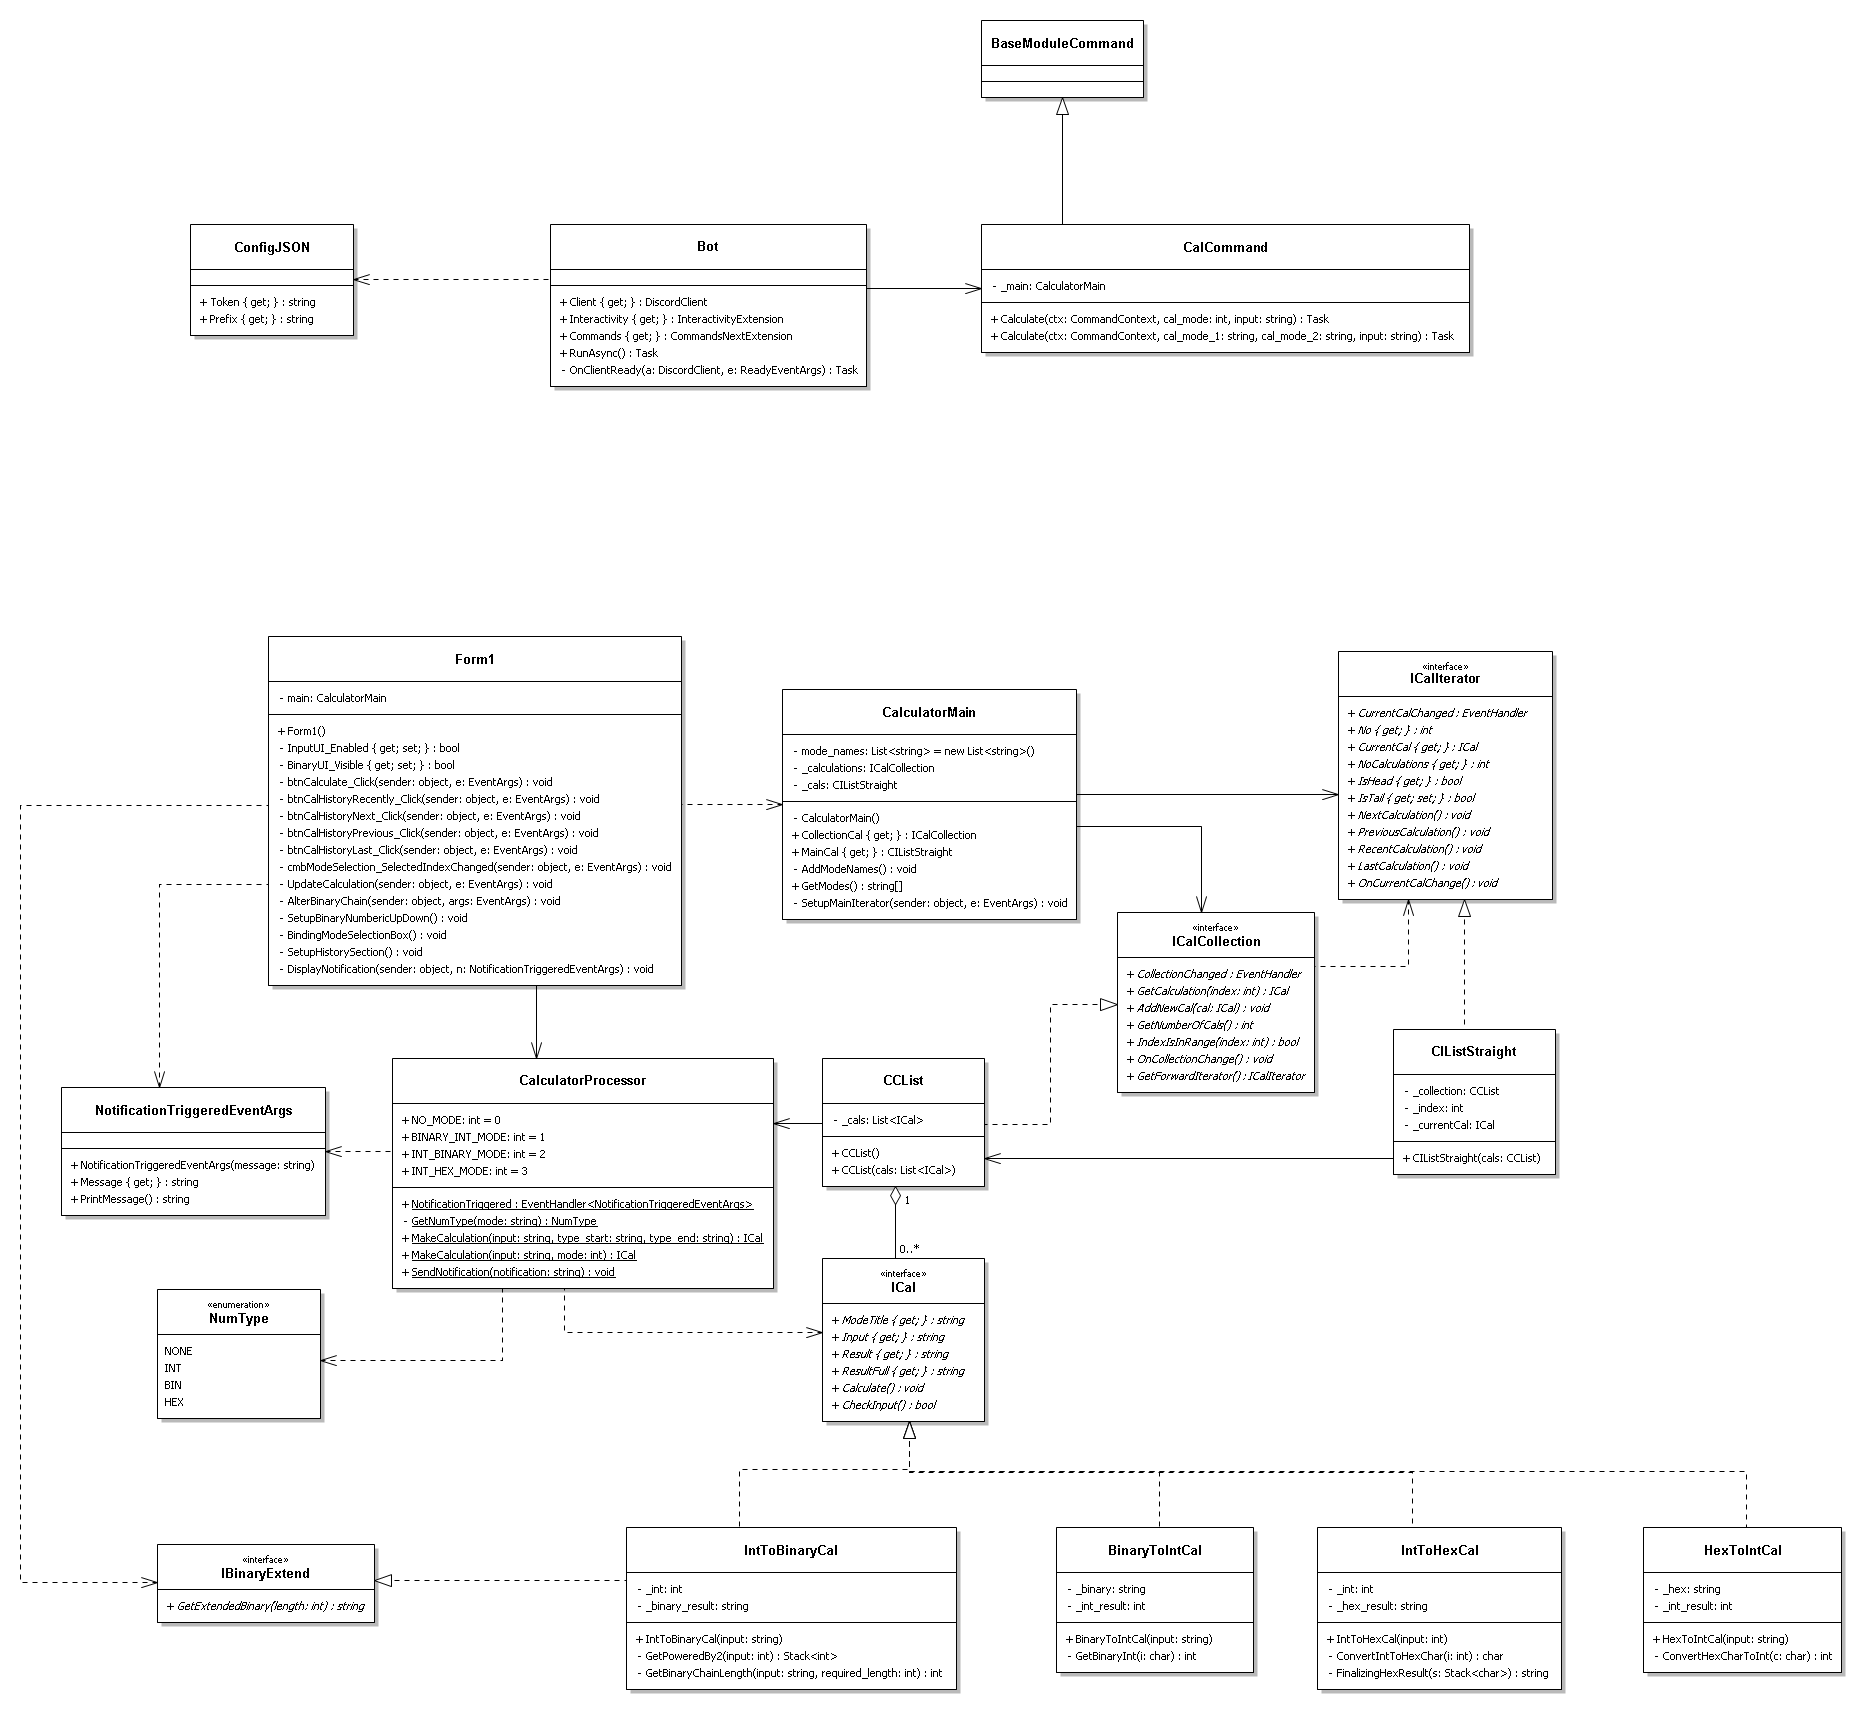 BaseModuleCommand
ConfigJSON
+ Token { get; } : string
+ Prefix { get; } : string
Bot
+ Client { get; } : DiscordClient
+ Interactivity { get; } : InteractivityExtension
+ Commands { get; } : CommandsNextExtension
+ RunAsync() : Task
- OnClientReady(a: DiscordClient, e: ReadyEventArgs) : Task
CalCommand
- _main: CalculatorMain
+ Calculate(ctx: CommandContext, cal_mode: int, input: string) : Task
+ Calculate(ctx: CommandContext, cal_mode_1: string, cal_mode_2: string, input: string) : Task
Form1
- main: CalculatorMain
+ Form1()
- InputUI_Enabled { get; set; } : bool
- BinaryUI_Visible { get; set; } : bool
- btnCalculate_Click(sender: object, e: EventArgs) : void
- btnCalHistoryRecently_Click(sender: object, e: EventArgs) : void
- btnCalHistoryNext_Click(sender: object, e: EventArgs) : void
- btnCalHistoryPrevious_Click(sender: object, e: EventArgs) : void
- btnCalHistoryLast_Click(sender: object, e: EventArgs) : void
- cmbModeSelection_SelectedIndexChanged(sender: object, e: EventArgs) : void
- UpdateCalculation(sender: object, e: EventArgs) : void
- AlterBinaryChain(sender: object, args: EventArgs) : void
- SetupBinaryNumbericUpDown() : void
- BindingModeSelectionBox() : void
- SetupHistorySection() : void
- DisplayNotification(sender: object, n: NotificationTriggeredEventArgs) : void
CalculatorMain
- mode_names: List<string> = new List<string>()
- _calculations: ICalCollection
- _cals: CIListStraight
- CalculatorMain()
+ CollectionCal { get; } : ICalCollection
+ MainCal { get; } : CIListStraight
- AddModeNames() : void
+ GetModes() : string[]
- SetupMainIterator(sender: object, e: EventArgs) : void
«interface»
ICalIterator
+ CurrentCalChanged : EventHandler
+ No { get; } : int
+ CurrentCal { get; } : ICal
+ NoCalculations { get; } : int
+ IsHead { get; } : bool
+ IsTail { get; set; } : bool
+ NextCalculation() : void
+ PreviousCalculation() : void
+ RecentCalculation() : void
+ LastCalculation() : void
+ OnCurrentCalChange() : void
«interface»
ICalCollection
+ CollectionChanged : EventHandler
+ GetCalculation(index: int) : ICal
+ AddNewCal(cal: ICal) : void
+ GetNumberOfCals() : int
+ IndexIsInRange(index: int) : bool
+ OnCollectionChange() : void
+ GetForwardIterator() : ICalIterator
CIListStraight
- _collection: CCList
- _index: int
- _currentCal: ICal
+ CIListStraight(cals: CCList)
NotificationTriggeredEventArgs
+ NotificationTriggeredEventArgs(message: string)
+ Message { get; } : string
+ PrintMessage() : string
CalculatorProcessor
+ NO_MODE: int = 0
+ BINARY_INT_MODE: int = 1
+ INT_BINARY_MODE: int = 2
+ INT_HEX_MODE: int = 3
+ NotificationTriggered : EventHandler<NotificationTriggeredEventArgs>
- GetNumType(mode: string) : NumType
+ MakeCalculation(input: string, type_start: string, type_end: string) : ICal
+ MakeCalculation(input: string, mode: int) : ICal
+ SendNotification(notification: string) : void
CCList
- _cals: List<ICal>
+ CCList()
+ CCList(cals: List<ICal>)
1
0..*
«enumeration»
NumType
NONE
INT
BIN
HEX
«interface»
ICal
+ ModeTitle { get; } : string
+ Input { get; } : string
+ Result { get; } : string
+ ResultFull { get; } : string
+ Calculate() : void
+ CheckInput() : bool
«interface»
IBinaryExtend
+ GetExtendedBinary(length: int) : string
IntToBinaryCal
- _int: int
- _binary_result: string
+ IntToBinaryCal(input: string)
- GetPoweredBy2(input: int) : Stack<int>
- GetBinaryChainLength(input: string, required_length: int) : int
BinaryToIntCal
- _binary: string
- _int_result: int
+ BinaryToIntCal(input: string)
- GetBinaryInt(i: char) : int
IntToHexCal
- _int: int
- _hex_result: string
+ IntToHexCal(input: int)
- ConvertIntToHexChar(i: int) : char
- FinalizingHexResult(s: Stack<char>) : string
HexToIntCal
- _hex: string
- _int_result: int
+ HexToIntCal(input: string)
- ConvertHexCharToInt(c: char) : int